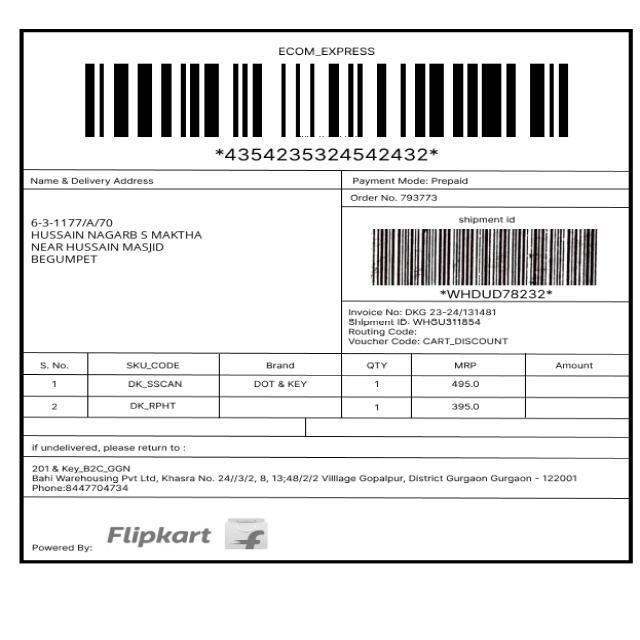 ECOM_EXPRESS
*43542353245424​32*
Name & Delivery Address
Payment Mode: Prepaid
Order No. 793773
6-3-1177/A/70
HUSSAIN NAGARB S MAKTHA
NEAR HUSSAIN MASJID
BEGUMPET
shipment id
*WHDUD78232*
Invoice No: DKG 23-24/131481
Shipment ID: WHGU311854
Routing Code:
Voucher Code: CART_DISCOUNT
S. No. SKU_CODE Brand QTY MRP Amount
1 DK_SSCAN DOT & KEY 1 495.0
2 DK_RPHT 1 395.0
if undelivered, please return to :
201 & Key_B2C_GGN
Bahi Warehousing Pvt Ltd, Khasra No. 24//3/2, 8, 13;48/2/2 Villlage Gopalpur, District Gurgaon Gurgaon - 122001
Phone:8447704734
Powered By: Flipkart